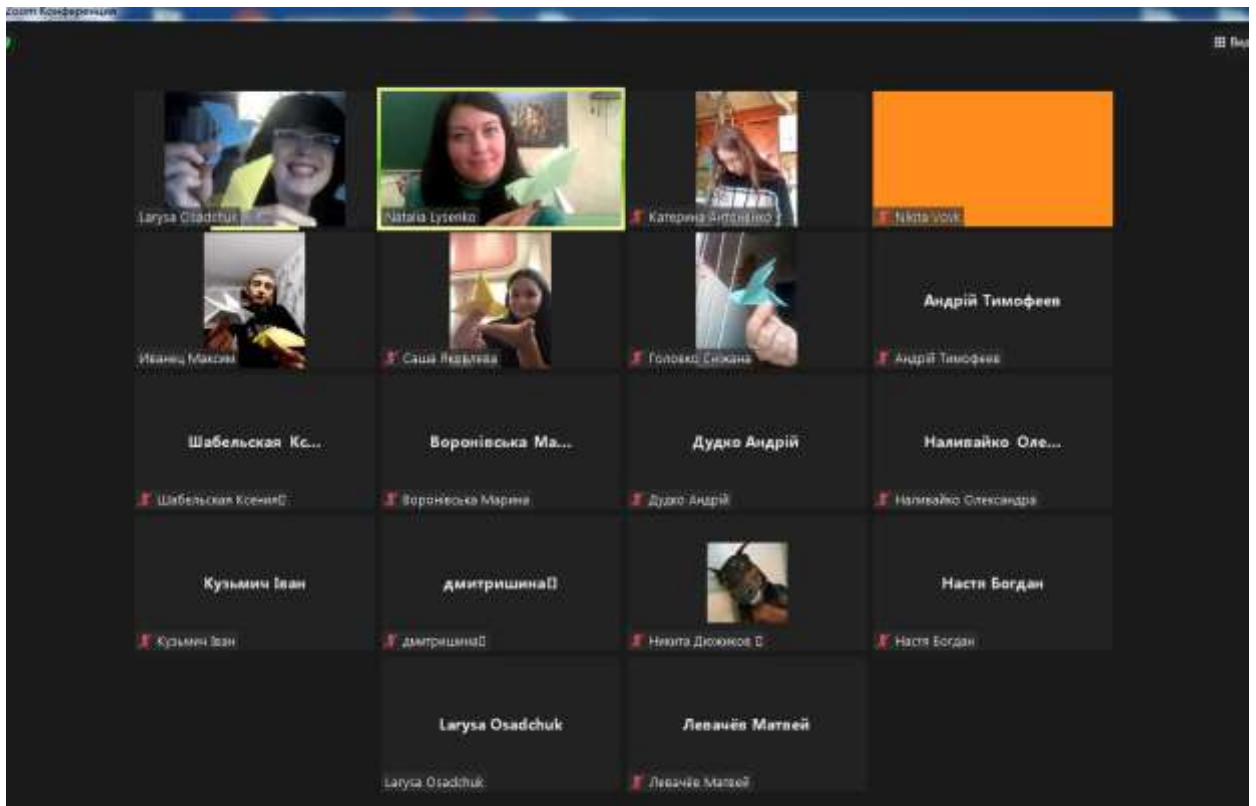 Zoom Конференция
Вид
Larysa Osadchuk
Natalia Lysenko
Катерина Антоненко
Nikita Vovk
Иванец Максим
Саша Яковлева
Головко Сніжана
Андрій Тимофеев
Андрій Тимофеев
Шабельская Кс...
Воронівська Ма...
Дудко Андрій
Наливайко Оле...
Шабельская Ксения
Воронівська Марина
Дудко Андрій
Наливайко Олександра
Кузьмич Іван
дмитришина
Настя Богдан
Кузьмич Іван
дмитришина
Никита Дюжиков
Настя Богдан
Larysa Osadchuk
Левачёв Матвей
Larysa Osadchuk
Левачёв Матвей